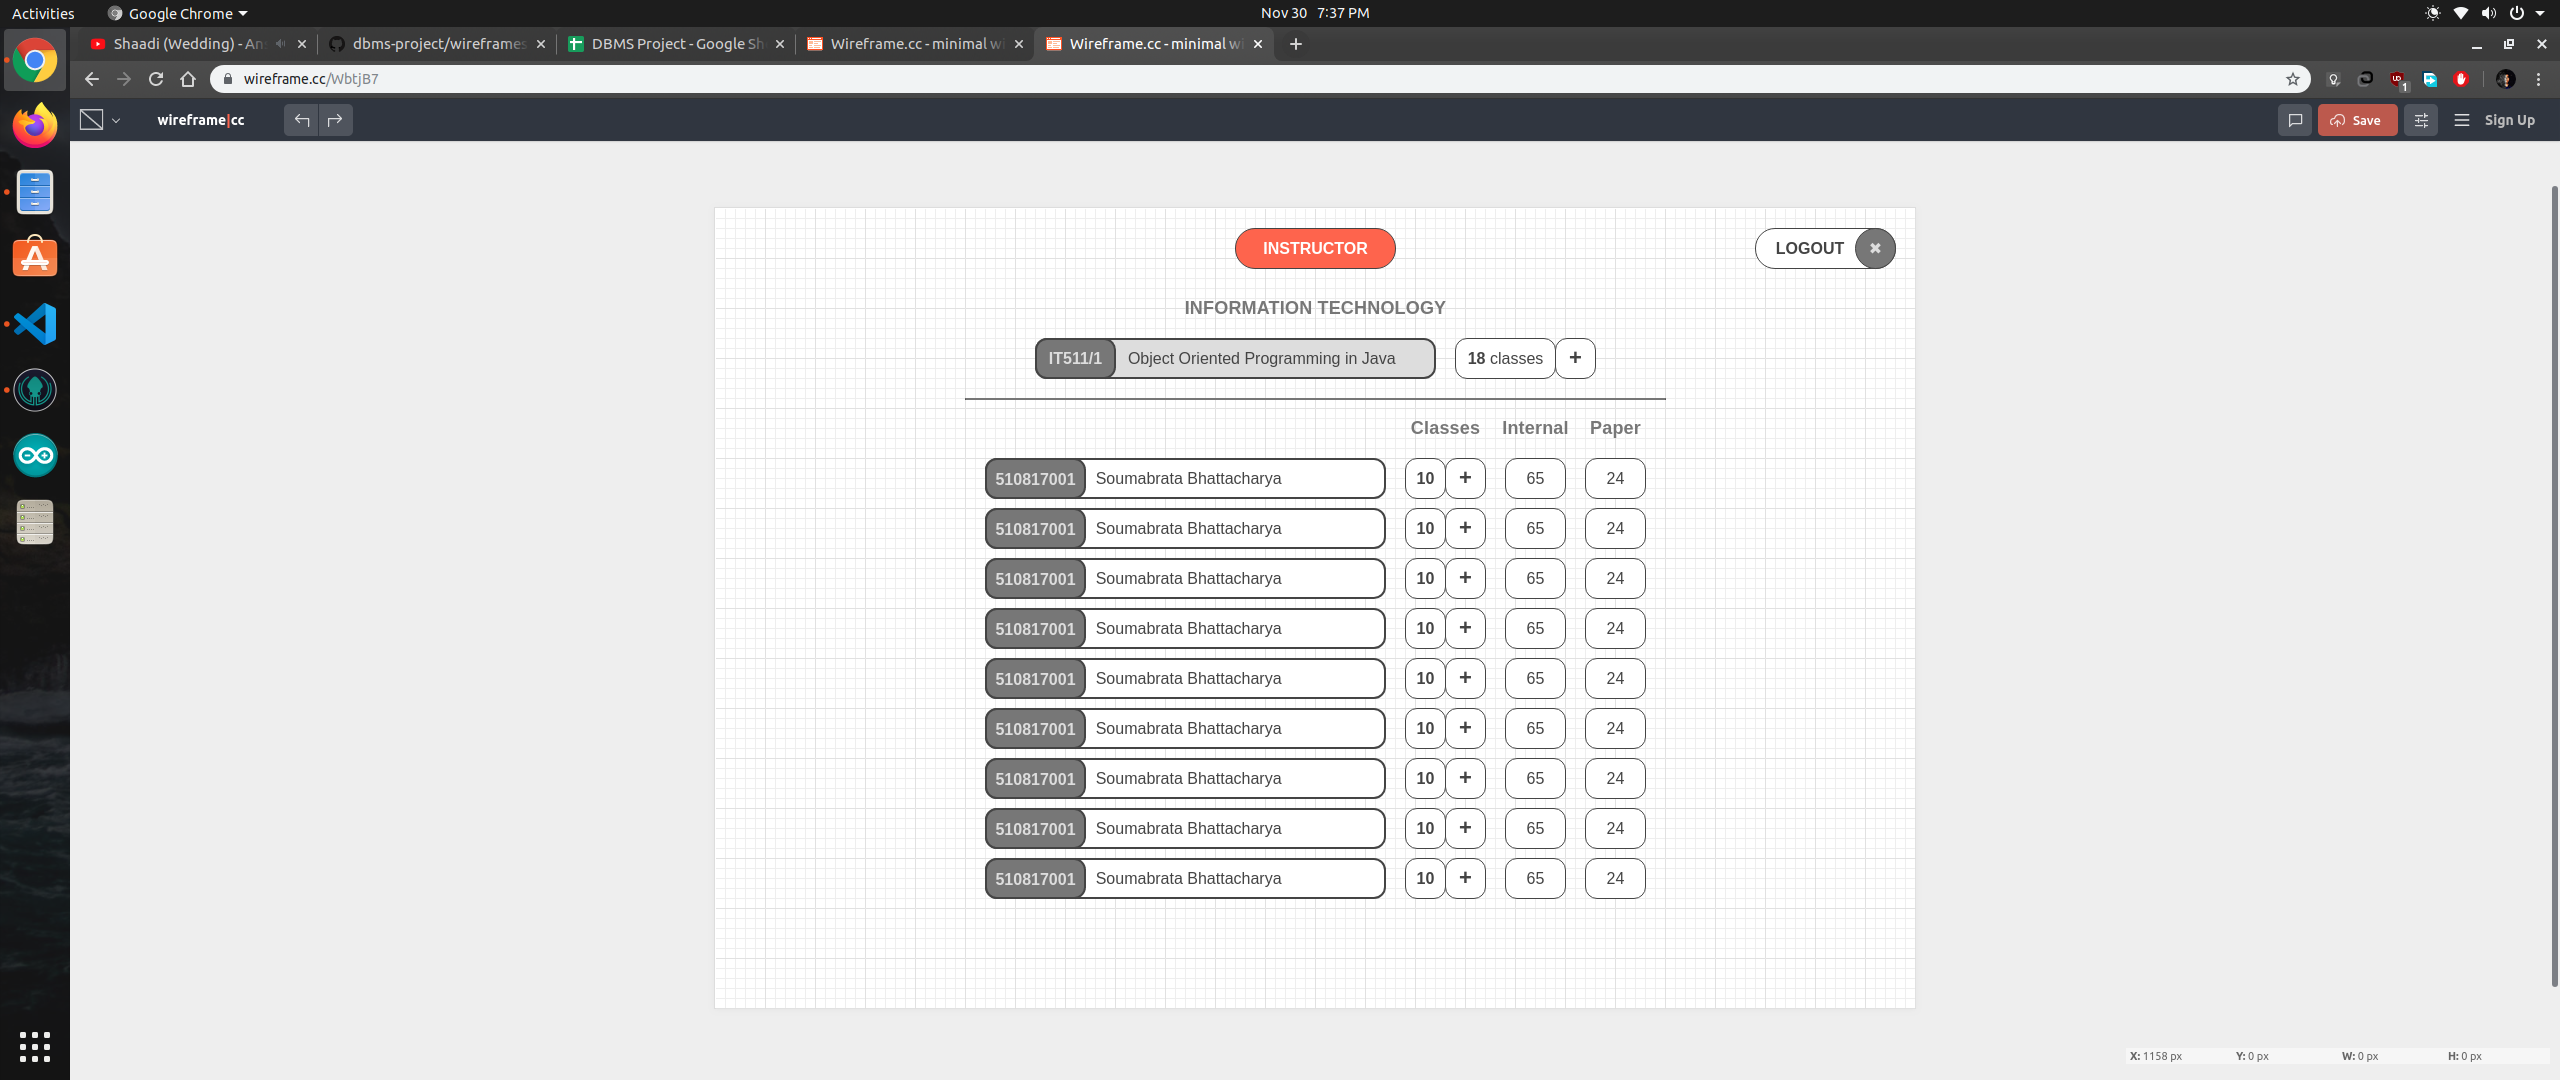 Activities Google Chrome Nov 30 7:37 PM
Shaadi (Wedding) - An dbms-project/wireframes DBMS Project - Google Sh Wireframe.cc - minimal wi Wireframe.cc - minimal wi
wireframe.cc/WbtjB7 1
wireframe|cc Save Sign Up
INSTRUCTOR LOGOUT
INFORMATION TECHNOLOGY
IT511/1 Object Oriented Programming in Java 18 classes +
Classes Internal Paper
510817001 Soumabrata Bhattacharya 10 + 65 24
510817001 Soumabrata Bhattacharya 10 + 65 24
510817001 Soumabrata Bhattacharya 10 + 65 24
510817001 Soumabrata Bhattacharya 10 + 65 24
510817001 Soumabrata Bhattacharya 10 + 65 24
510817001 Soumabrata Bhattacharya 10 + 65 24
510817001 Soumabrata Bhattacharya 10 + 65 24
510817001 Soumabrata Bhattacharya 10 + 65 24
510817001 Soumabrata Bhattacharya 10 + 65 24
X: 1158 px Y: 0 px W: 0 px H: 0 px